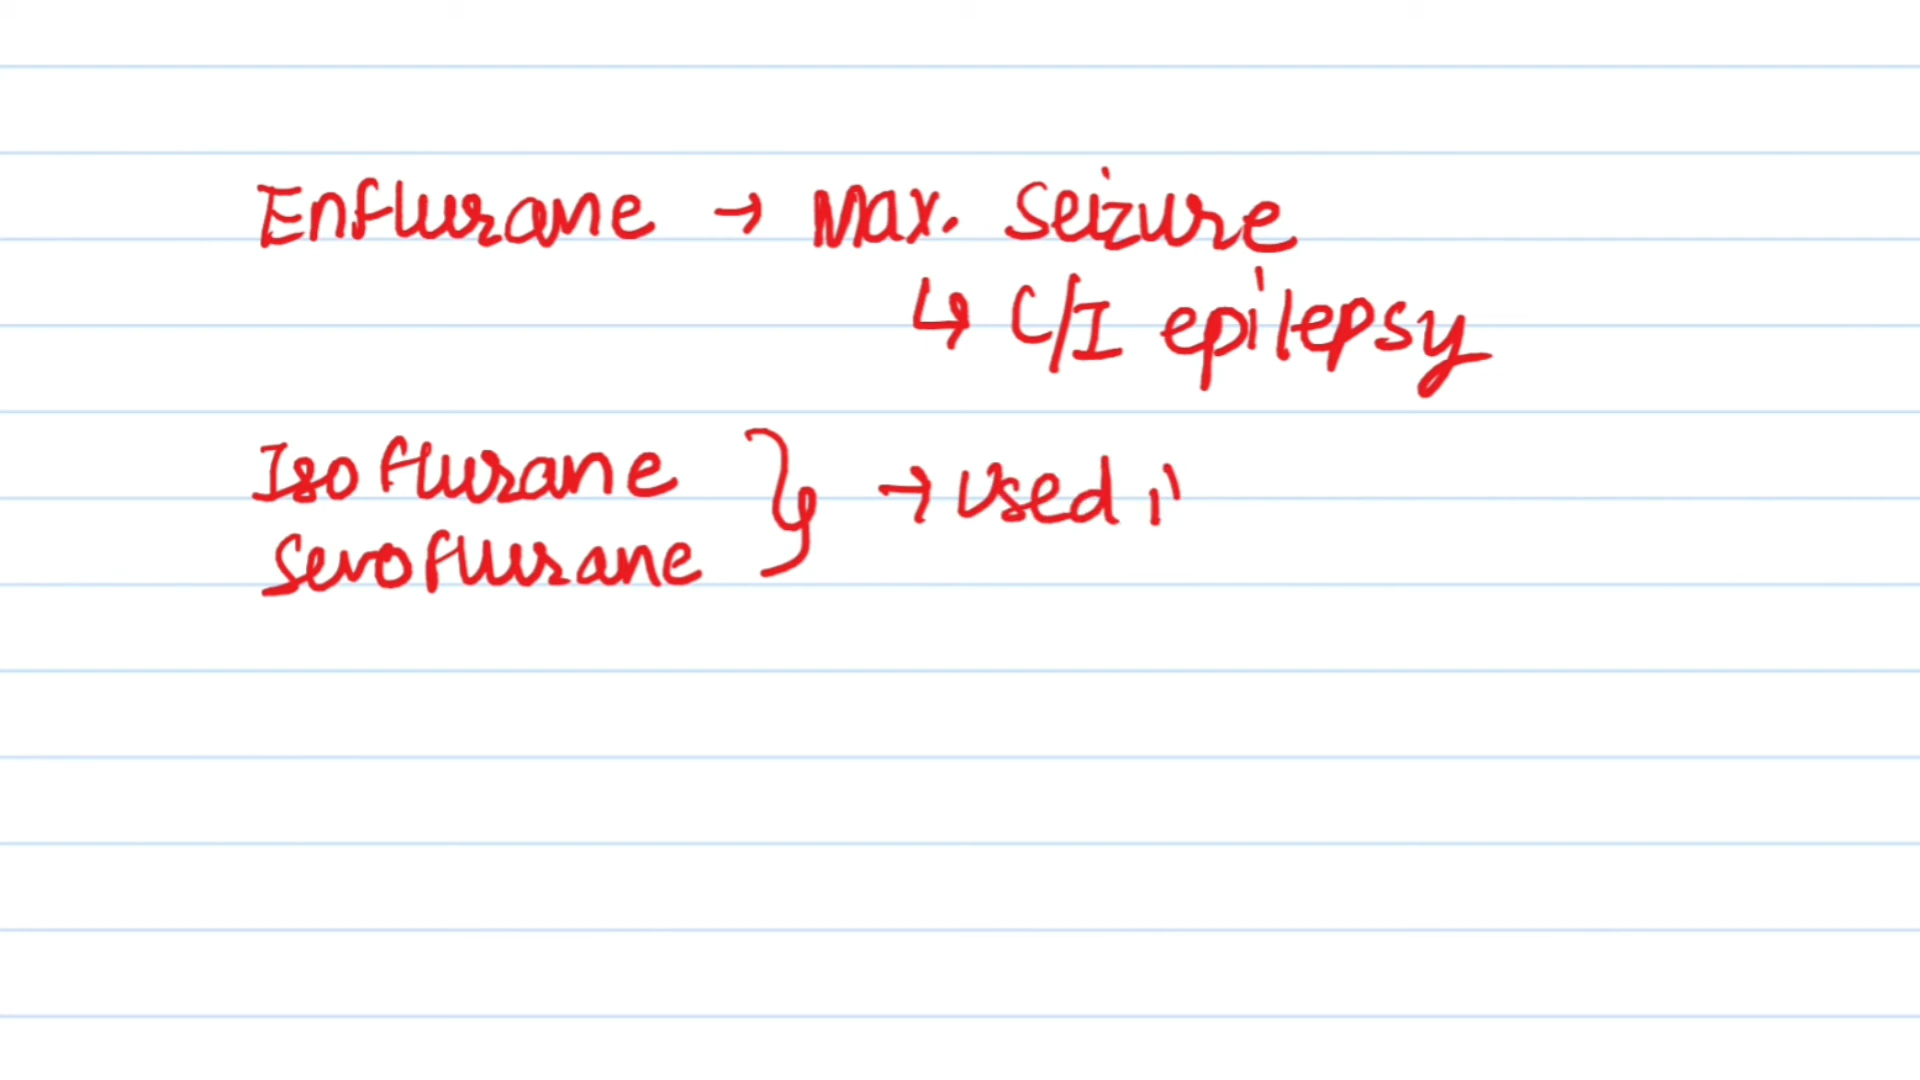 Enflurane → Max. Seizure
↳ C/I epilepsy
Isoflurane } → Used
Sevoflurane